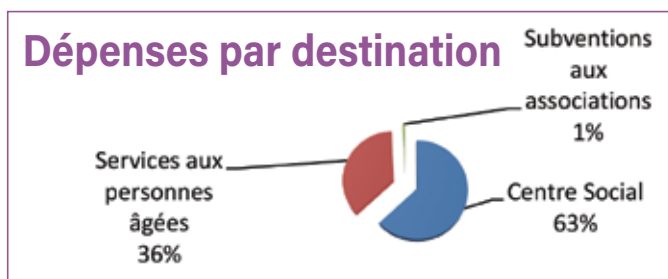 Dépenses par destination
Subventions
aux
associations
1%
Services aux
personnes
âgées
36%
Centre Social
63%